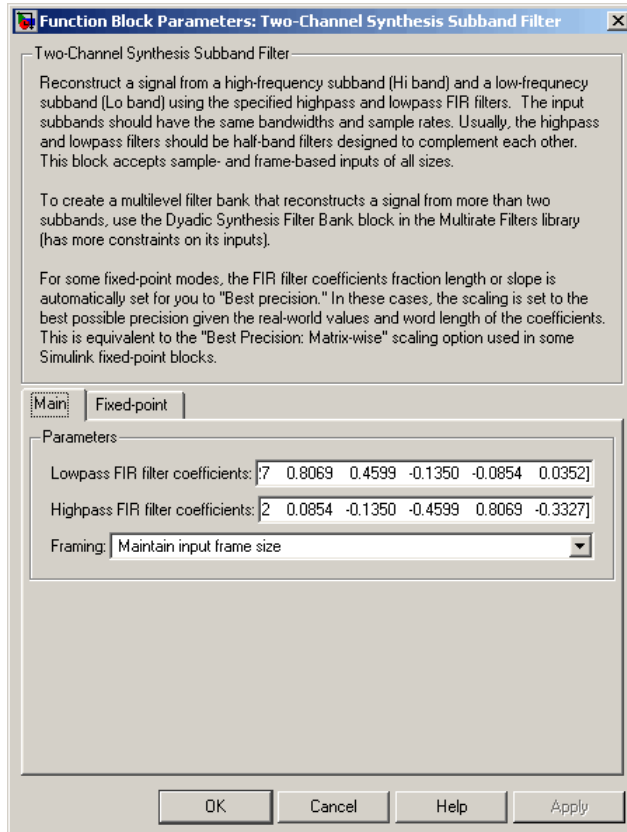 Function Block Parameters: Two-Channel Synthesis Subband Filter
Two-Channel Synthesis Subband Filter
Reconstruct a signal from a high-frequency subband (Hi band) and a low-frequnecy
subband (Lo band) using the specified highpass and lowpass FIR filters.  The input
subbands should have the same bandwidths and sample rates. Usually, the highpass
and lowpass filters should be half-band filters designed to complement each other.
This block accepts sample- and frame-based inputs of all sizes.
To create a multilevel filter bank that reconstructs a signal from more than two
subbands, use the Dyadic Synthesis Filter Bank block in the Multirate Filters library
(has more constraints on its inputs).
For some fixed-point modes, the FIR filter coefficients fraction length or slope is
automatically set for you to "Best precision." In these cases, the scaling is set to the
best possible precision given the real-world values and word length of the coefficients.
This is equivalent to the "Best Precision: Matrix-wise" scaling option used in some
Simulink fixed-point blocks.
Main Fixed-point
Parameters
Lowpass FIR filter coefficients: 7 0.8069 0.4599 -0.1350 -0.0854 0.0352]
Highpass FIR filter coefficients: 2 0.0854 -0.1350 -0.4599 0.8069 -0.3327]
Framing: Maintain input frame size
OK Cancel Help Apply